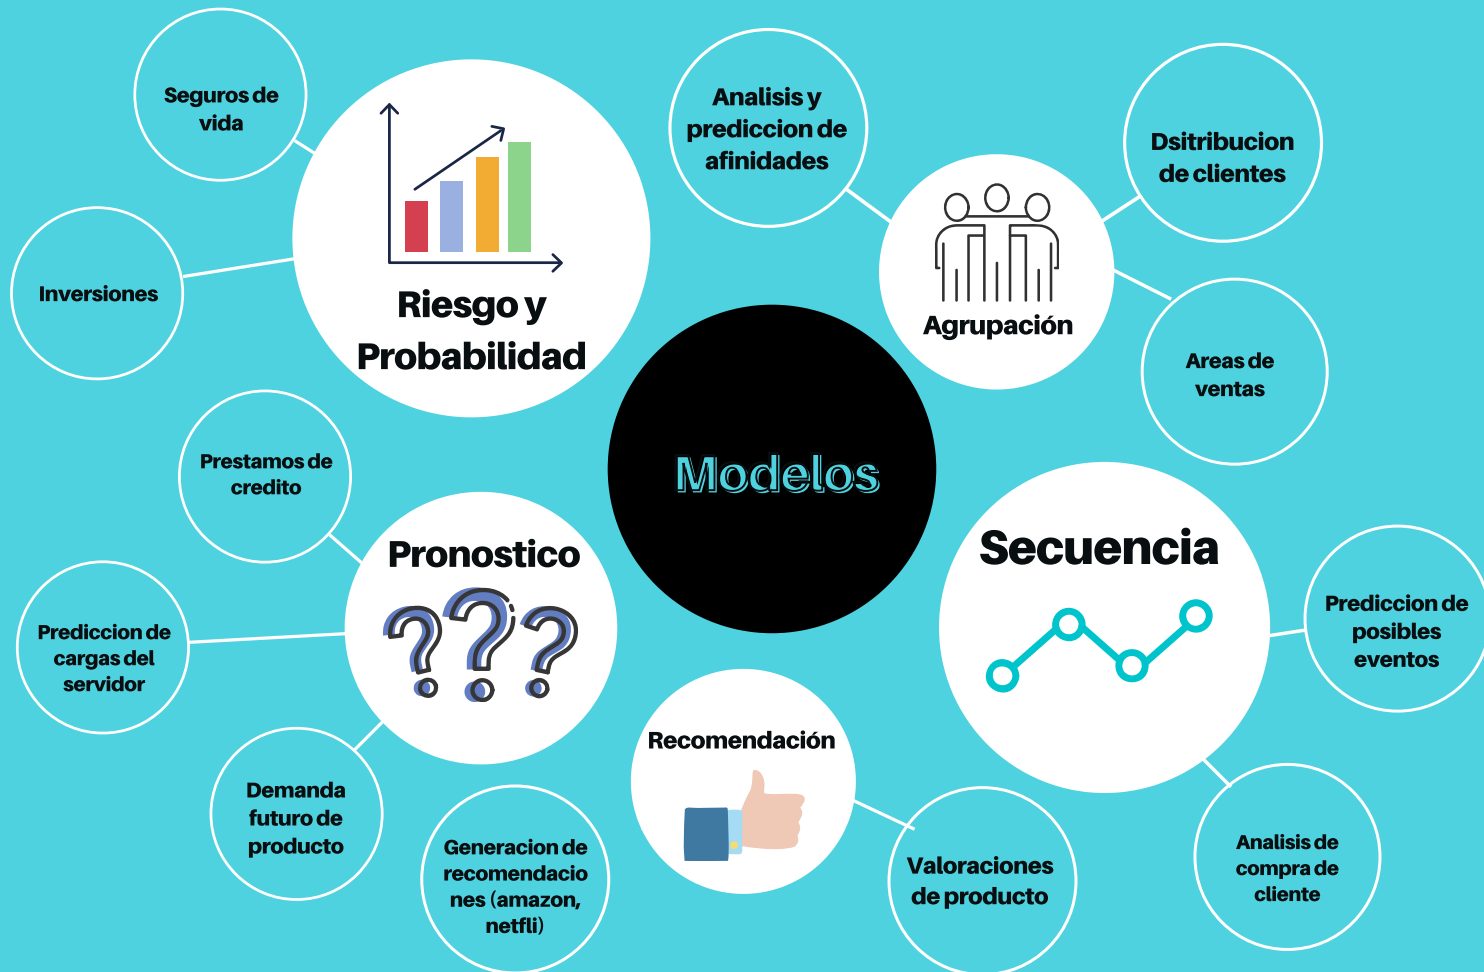 Seguros de
vida
Inversiones
Riesgo y
Probabilidad
Analisis y
prediccion de
afinidades
Dsitribucion
de clientes
Agrupación
Areas de
ventas
Modelos
Prestamos de
credito
Pronostico
Prediccion de
cargas del
servidor
Demanda
futuro de
producto
Secuencia
Prediccion de
posibles
eventos
Analisis de
compra de
cliente
Recomendación
Generacion de
recomendacio
nes (amazon,
netfli)
Valoraciones
de producto